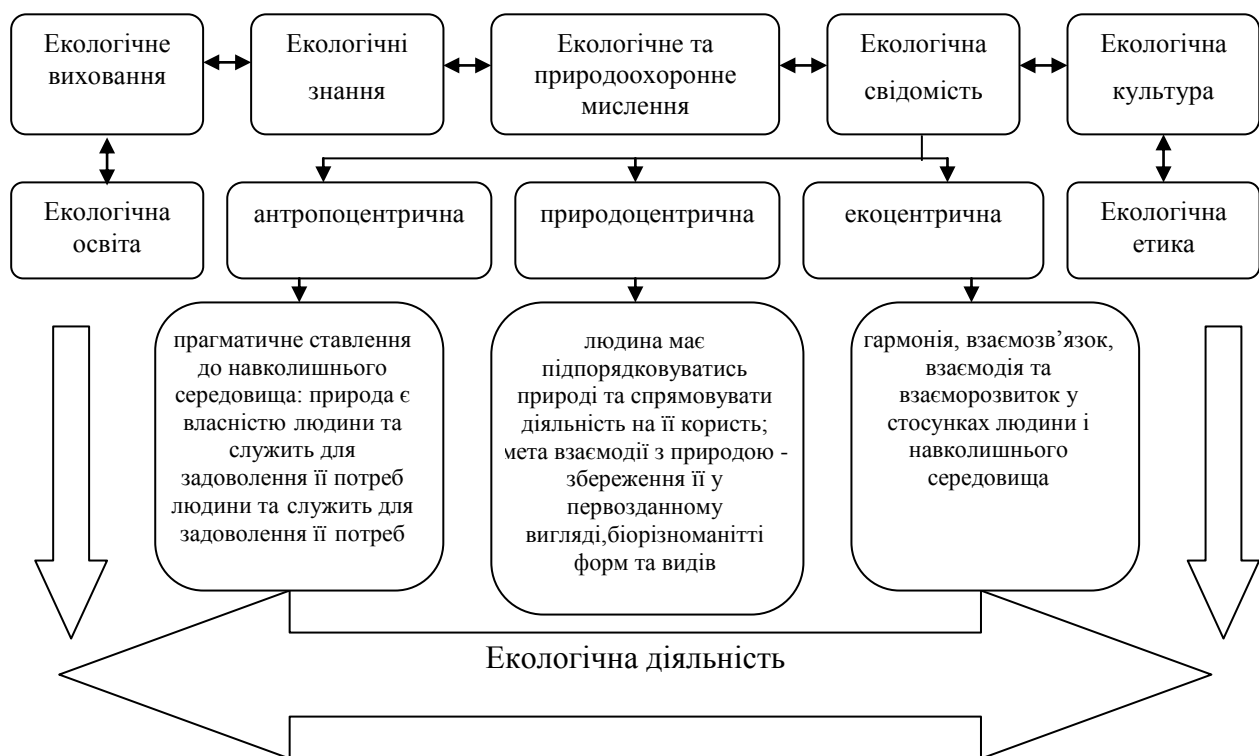 Екологічне
виховання
Екологічні
знання
Екологічне та
природоохоронне
мислення
Екологічна
свідомість
Екологічна
культура
Екологічна
освіта
антропоцентрична
природоцентрична
екоцентрична
Екологічна
етика
прагматичне ставлення
до навколишнього
середовища: природа є
власністю людини та
служить для
задоволення її потреб
людини та служить для
задоволення її потреб
людина має
підпорядковуватись
природі та спрямовувати
діяльність на її користь;
мета взаємодії з природою -
збереження її у
первозданному
вигляді,біорізноманітті
форм та видів
гармонія, взаємозв’язок,
взаємодія та
взаєморозвиток у
стосунках людини і
навколишнього
середовища
Екологічна діяльність